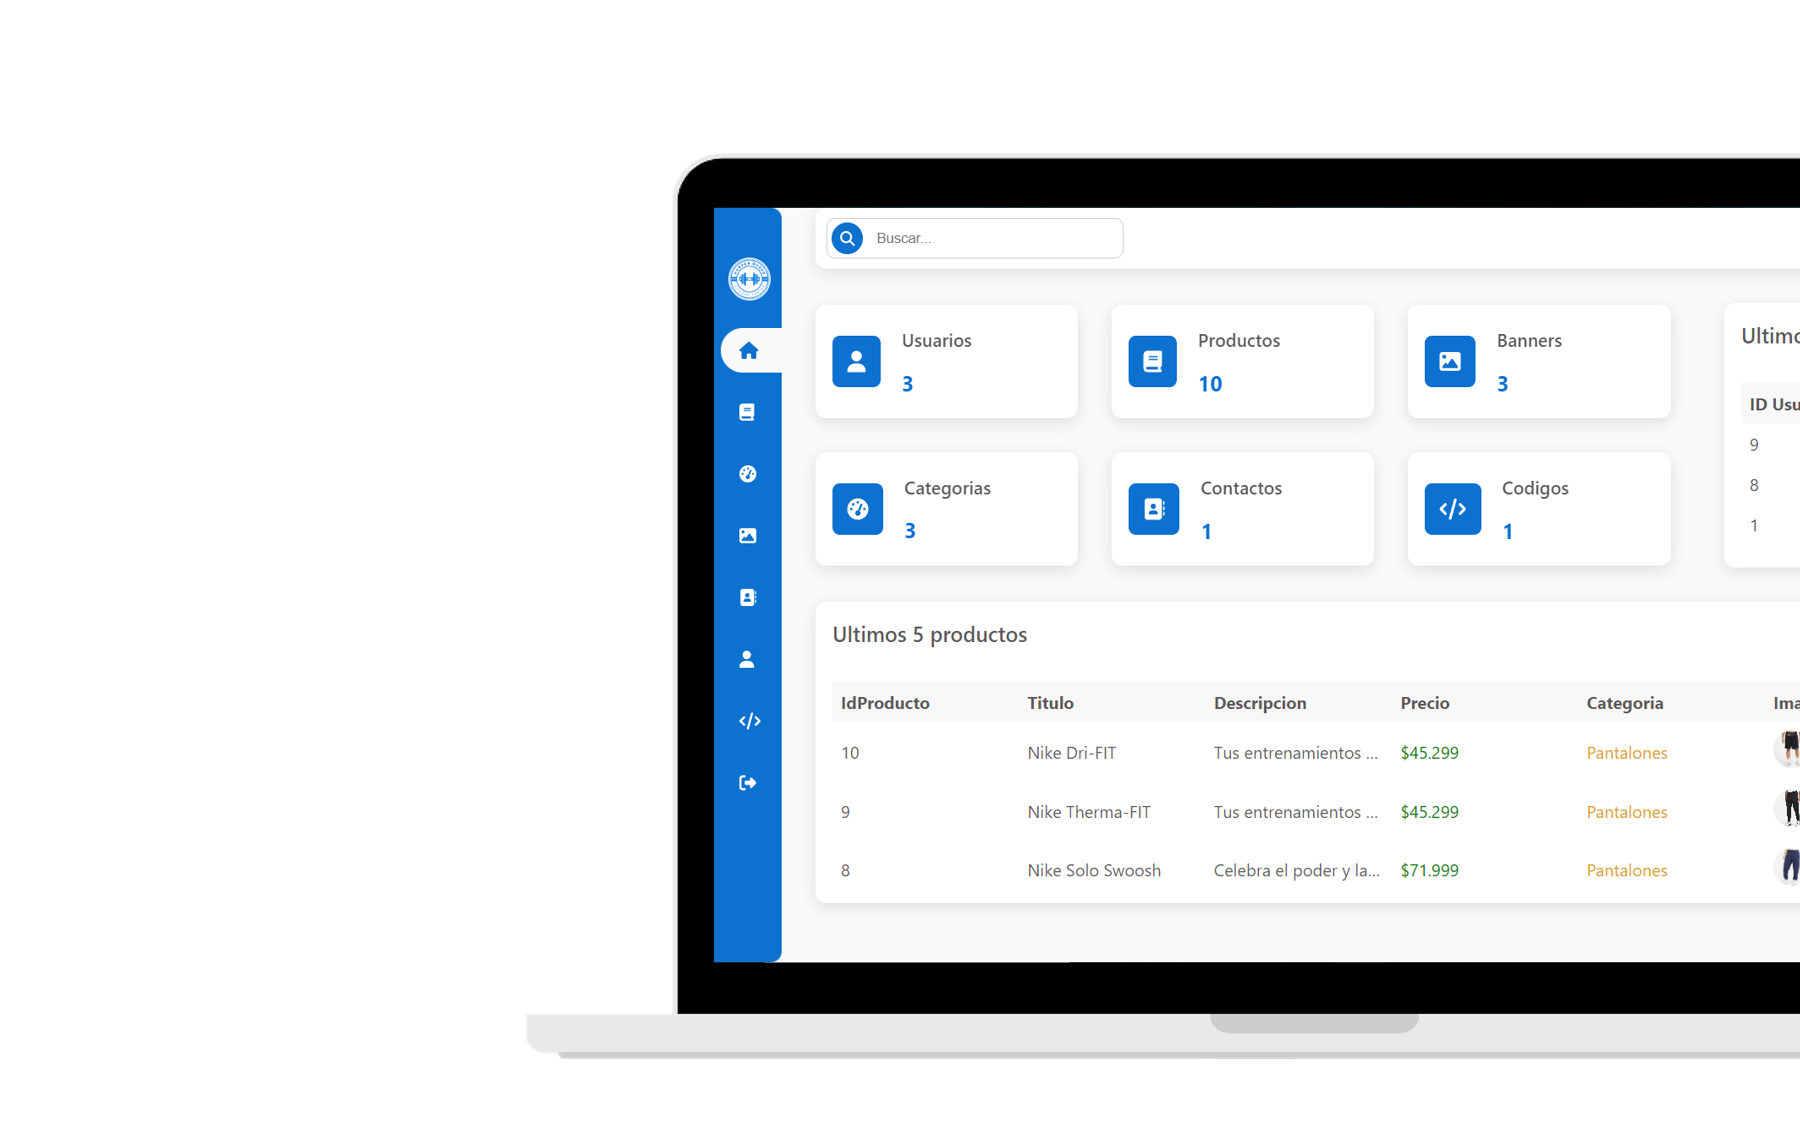 Buscar...
Usuarios
3
Productos
10
Banners
3
Ultimo
ID Usu
9
8
1
Categorias
3
Contactos
1
Codigos
1
Ultimos 5 productos
IdProducto Titulo Descripcion Precio Categoria Ima
10 Nike Dri-FIT Tus entrenamientos ... $45.299 Pantalones
9 Nike Therma-FIT Tus entrenamientos ... $45.299 Pantalones
8 Nike Solo Swoosh Celebra el poder y la... $71.999 Pantalones